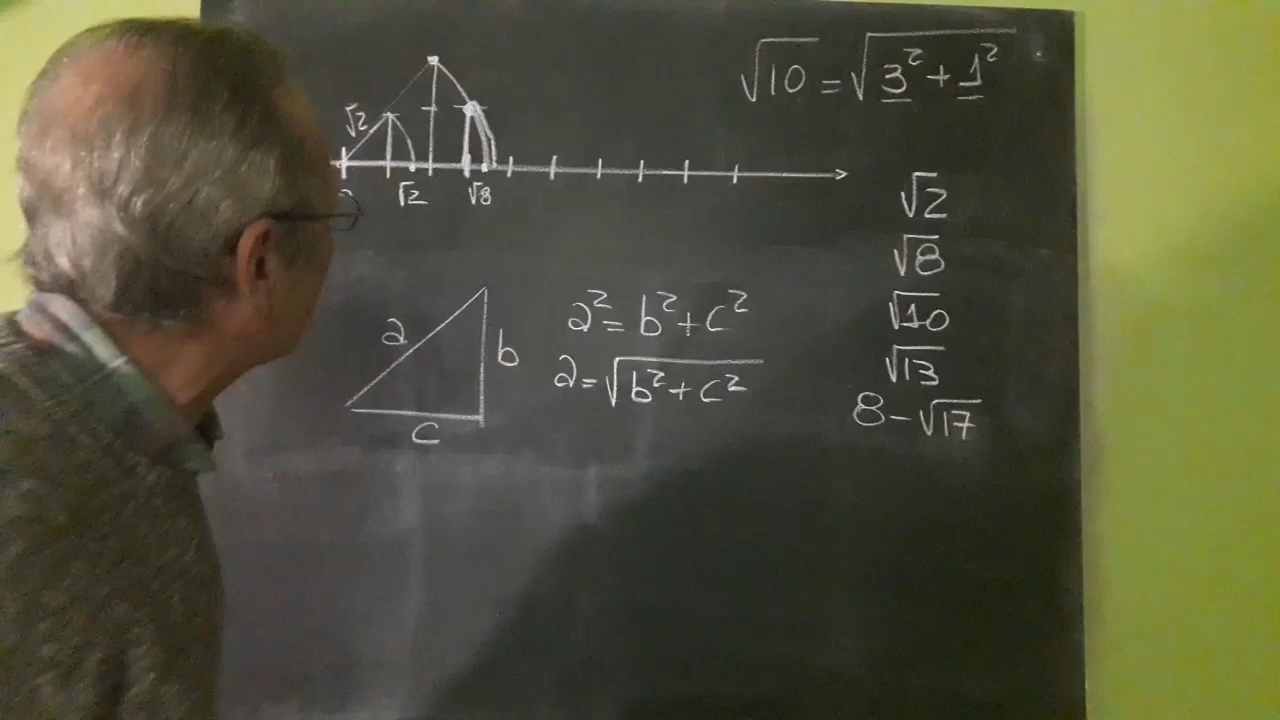 √10 = √3² + 1²
√2
√2 √8
√2
√8
√10
√13
8 - √17
a
b
c
a² = b² + c²
a = √b² + c²